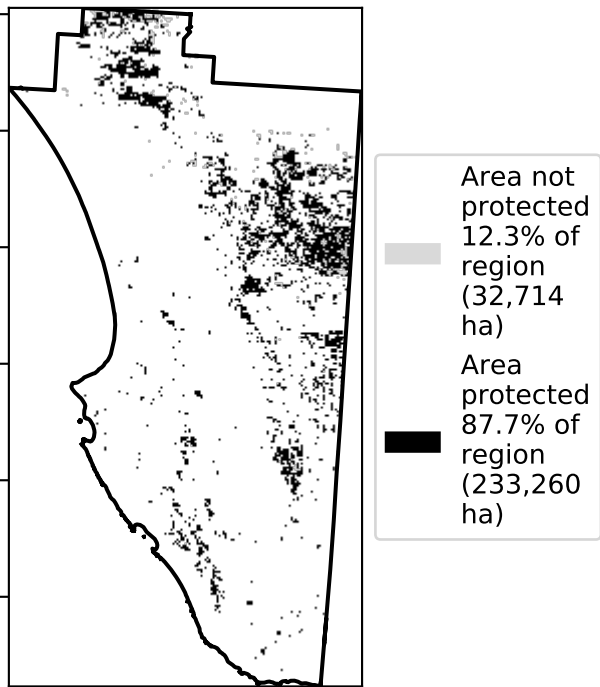 Area not
protected
12.3% of
region
(32,714
ha)
Area
protected
87.7% of
region
(233,260
ha)